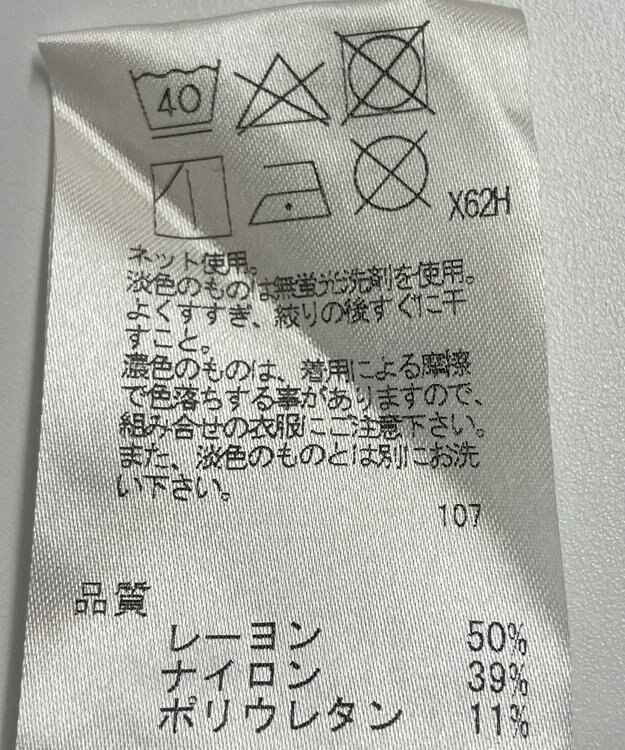 40
X62H
ネット使用。
淡色のものは無蛍光洗剤を使用。
よくすすぎ、絞りの後すぐに干
すこと。
濃色のものは、着用による摩擦
で色落ちする事がありますので、
組み合せの衣服にご注意下さい。
また、淡色のものとは別にお洗
い下さい。
107
品質
レーヨン 50%
ナイロン 39%
ポリウレタン 11%